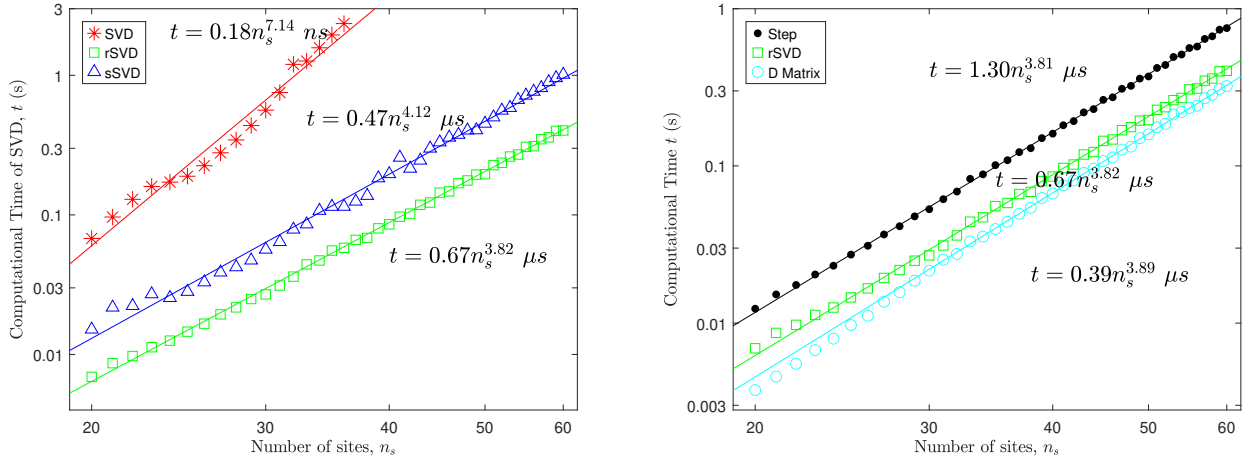 SVD
rSVD
sSVD
t = 0.18n_s^{7.14} ns
t = 0.47n_s^{4.12} μs
t = 0.67n_s^{3.82} μs
Computational Time of SVD, t (s)
1
0.3
0.1
0.03
0.01
20
30
40
50
60
Number of sites, n_s
Step
rSVD
D Matrix
t = 1.30n_s^{3.81} μs
t = 0.67n_s^{3.82} μs
t = 0.39n_s^{3.89} μs
Computational Time t (s)
1
0.3
0.1
0.03
0.01
0.003
20
30
40
50
60
Number of sites, n_s